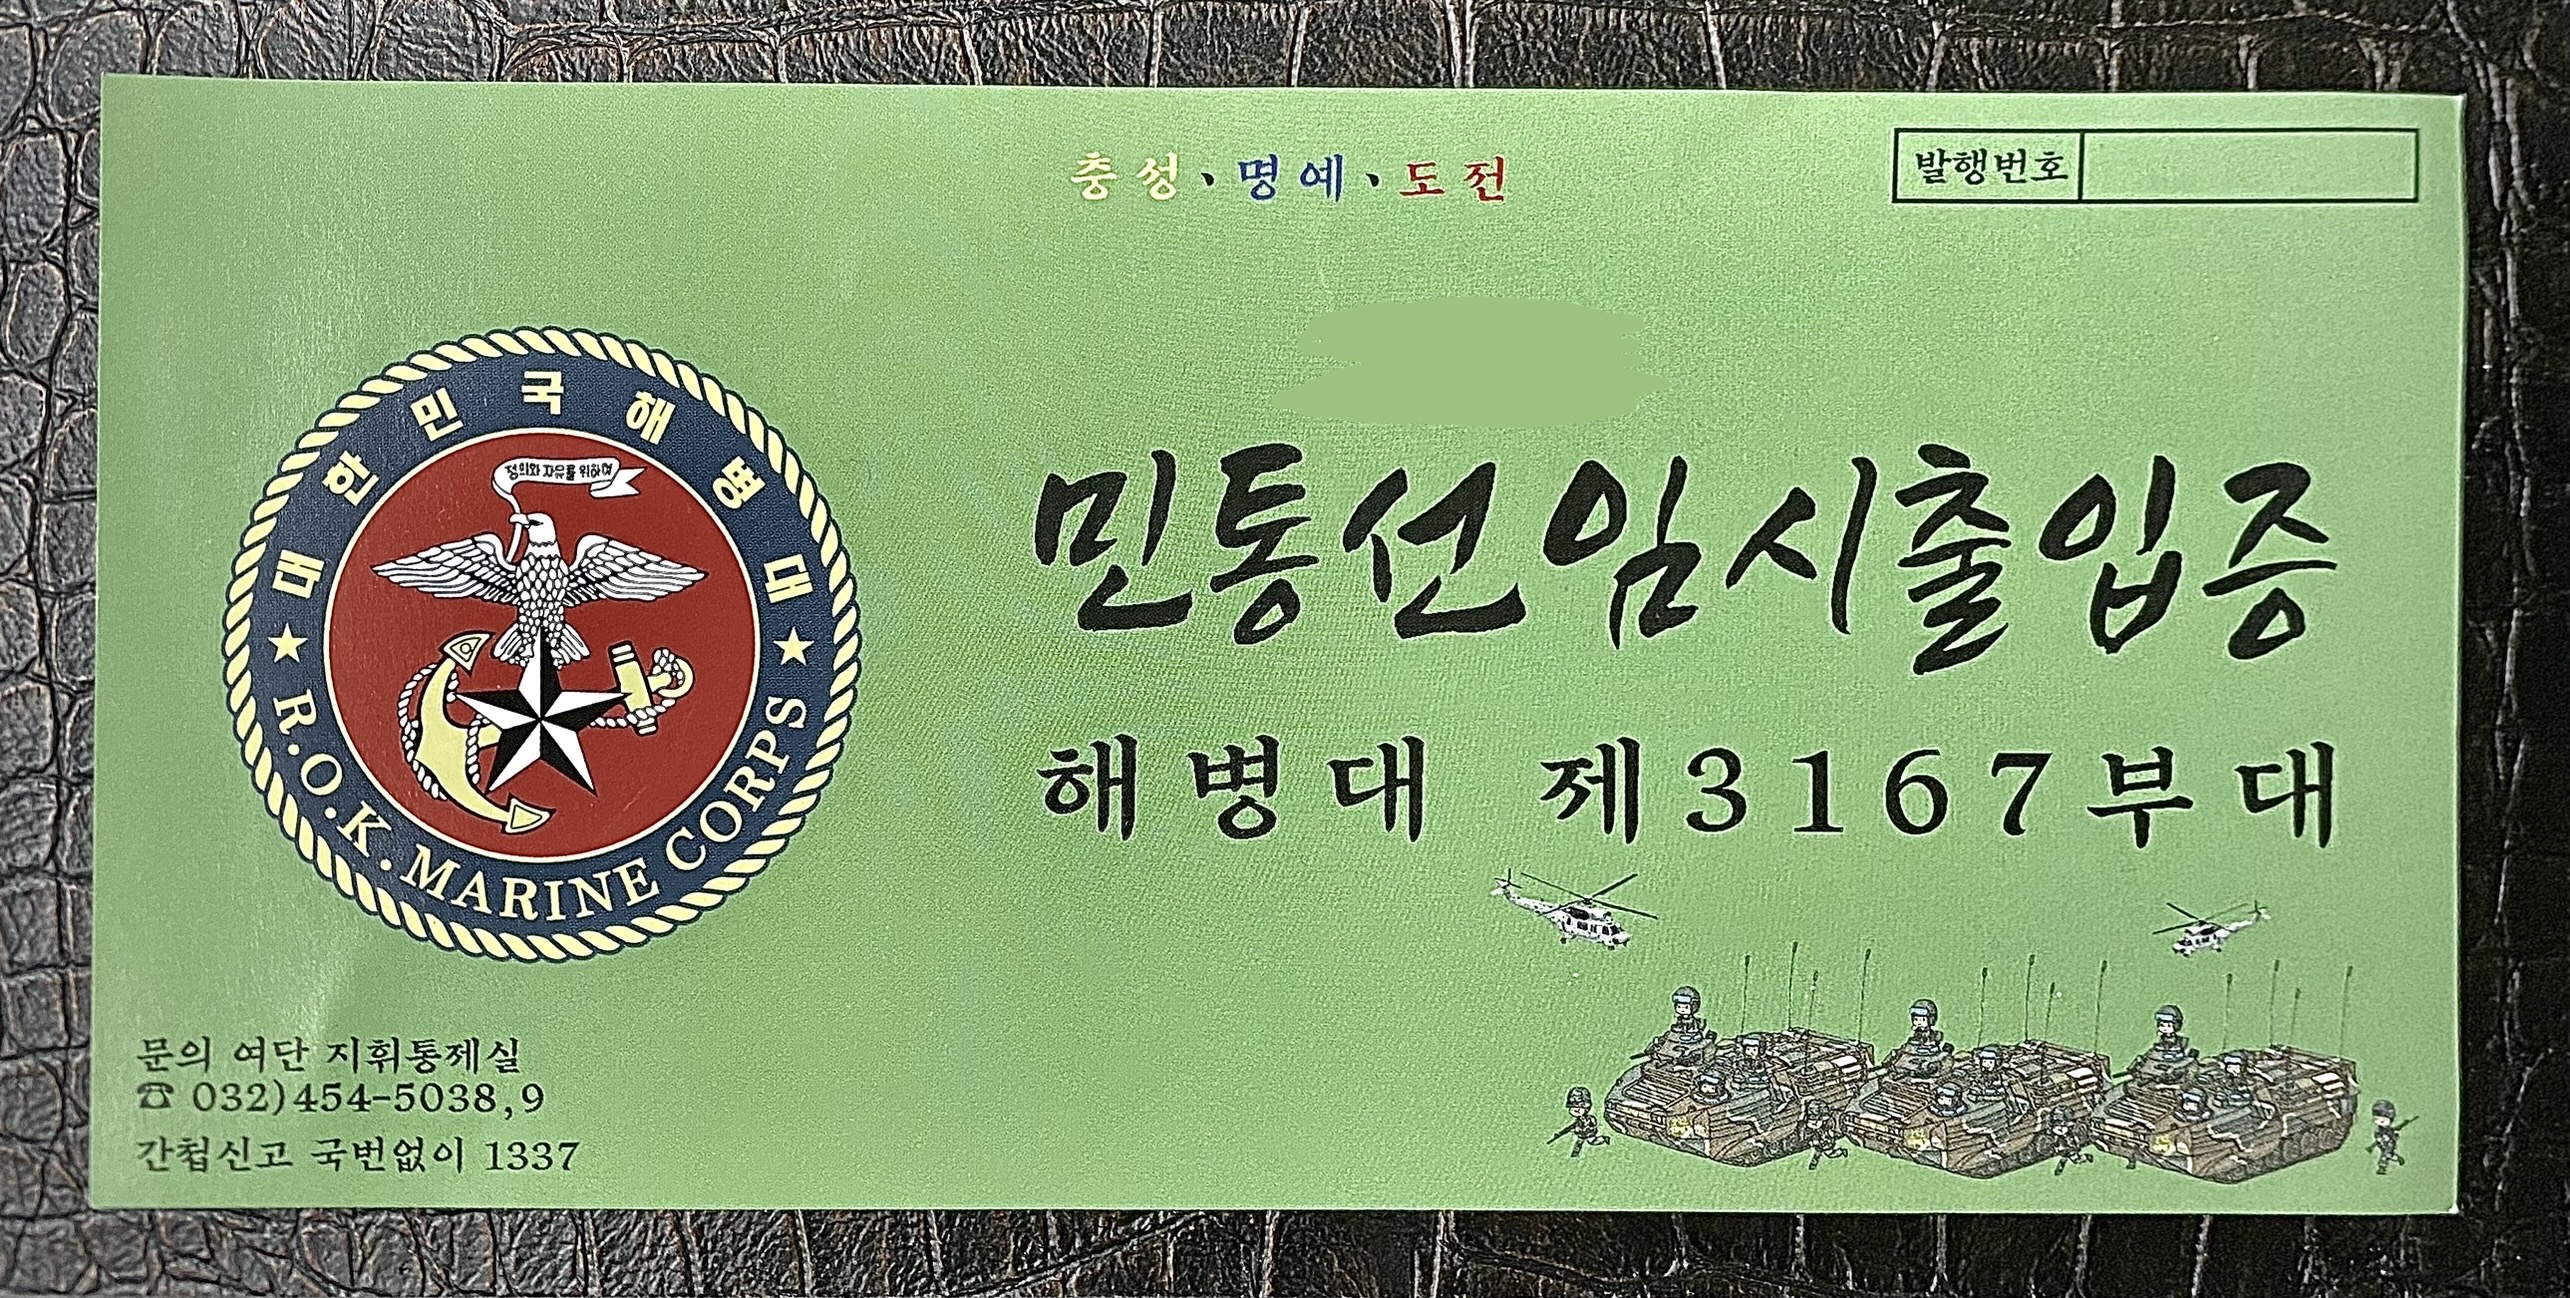 충성、명예、도전
발행번호
정의와 자유를 위하여
대한민국해병대
R.O.K. MARINE CORPS
민통선임시출입증
해병대 제3167부대
문의 여단 지휘통제실
☎ 032)454-5038,9
간첩신고 국번없이 1337